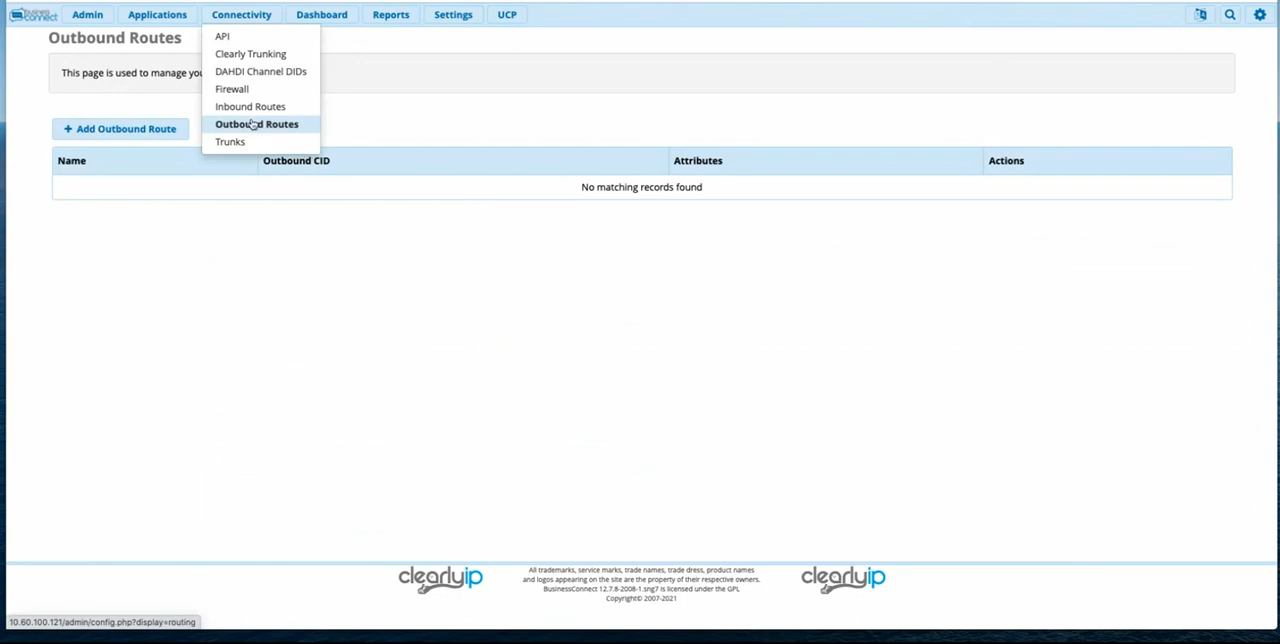 business connect
Admin
Applications
Connectivity
Dashboard
Reports
Settings
UCP
API
Clearly Trunking
DAHDI Channel DIDs
Firewall
Inbound Routes
Outbound Routes
Trunks
Outbound Routes
This page is used to manage you
+ Add Outbound Route
Name
Outbound CID
Attributes
Actions
No matching records found
clearlyip
All trademarks, service marks, trade names, trade dress, product names
and logos appearing on the site are the property of their respective owners.
BusinessConnect 12.7.8-2008-1.sng7 is licensed under the GPL
Copyright© 2007-2021
clearlyip
10.60.100.121/admin/config.php?display=routing